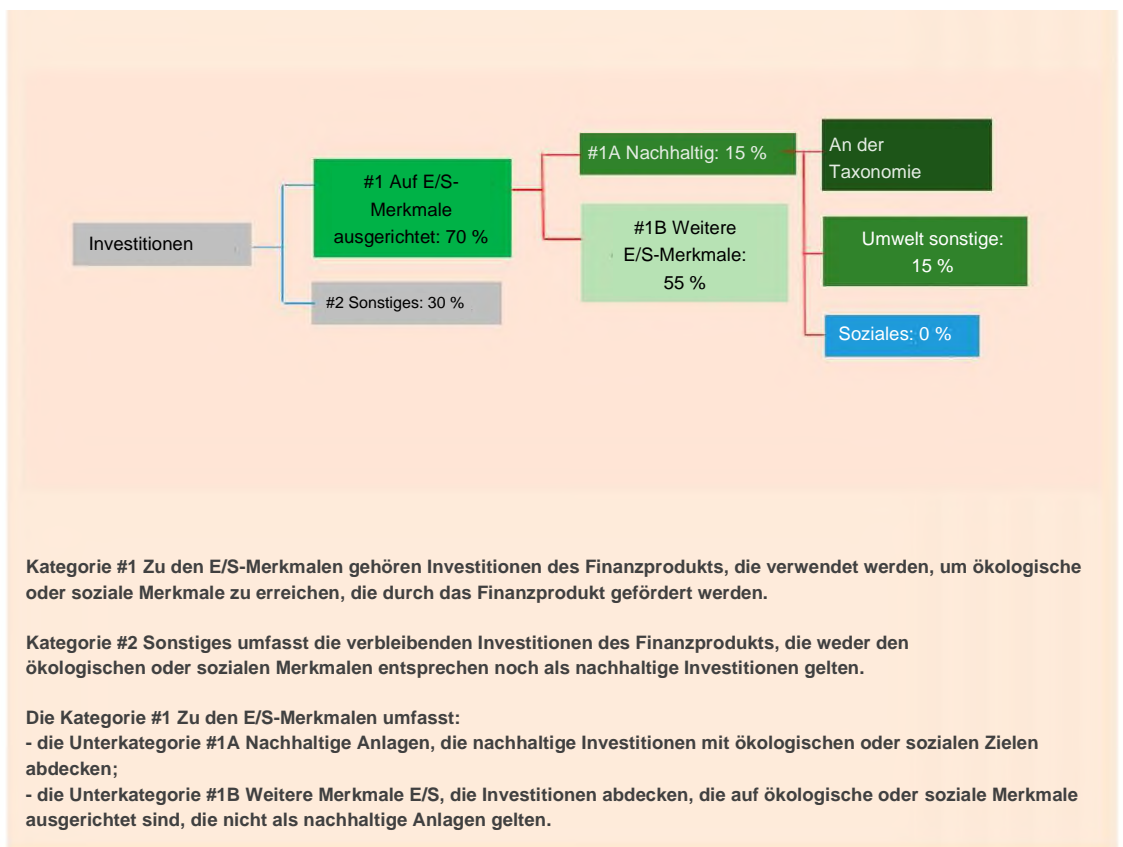 Investitionen
#1 Auf E/S-
Merkmale
ausgerichtet: 70 %
#2 Sonstiges: 30 %
#1A Nachhaltig: 15 %
#1B Weitere
E/S-Merkmale:
55 %
An der
Taxonomie
Umwelt sonstige:
15 %
Soziales: 0 %
Kategorie #1 Zu den E/S-Merkmalen gehören Investitionen des Finanzprodukts, die verwendet werden, um ökologische
oder soziale Merkmale zu erreichen, die durch das Finanzprodukt gefördert werden.
Kategorie #2 Sonstiges umfasst die verbleibenden Investitionen des Finanzprodukts, die weder den
ökologischen oder sozialen Merkmalen entsprechen noch als nachhaltige Investitionen gelten.
Die Kategorie #1 Zu den E/S-Merkmalen umfasst:
- die Unterkategorie #1A Nachhaltige Anlagen, die nachhaltige Investitionen mit ökologischen oder sozialen Zielen
abdecken;
- die Unterkategorie #1B Weitere Merkmale E/S, die Investitionen abdecken, die auf ökologische oder soziale Merkmale
ausgerichtet sind, die nicht als nachhaltige Anlagen gelten.